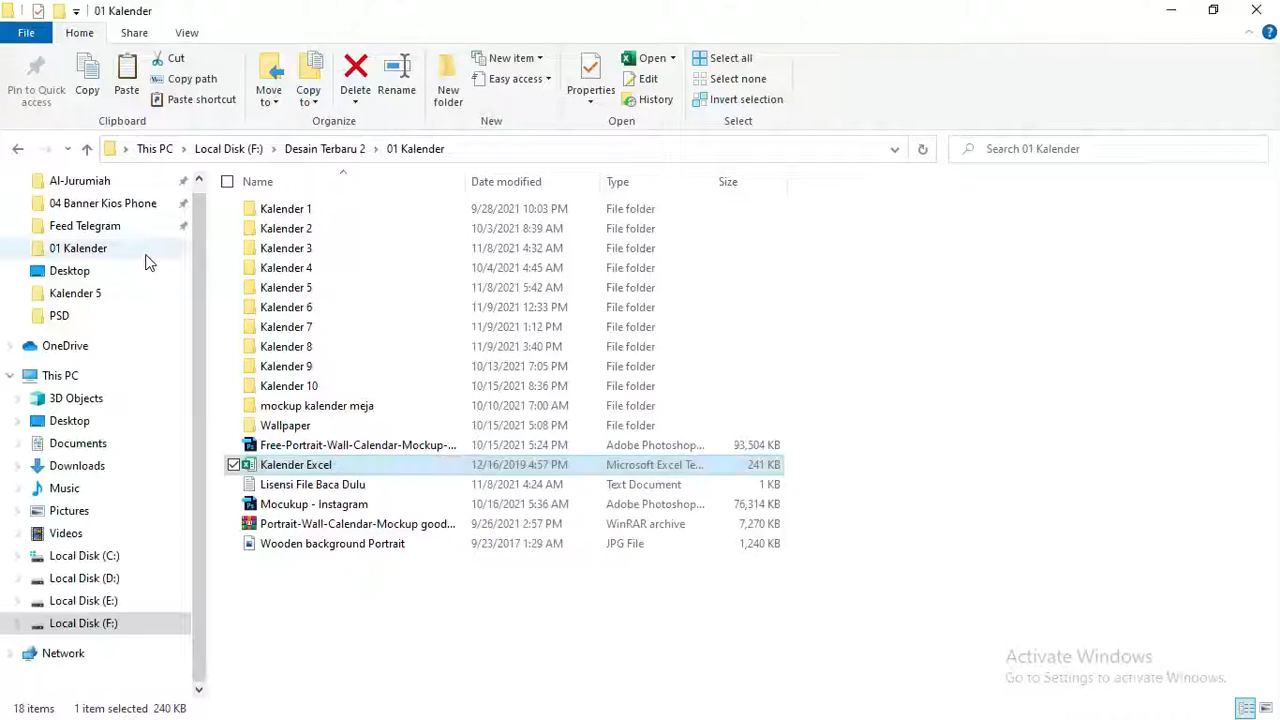 01 Kalender
File Home Share View
Pin to Quick access
Copy
Paste
Cut
Copy path
Paste shortcut
Clipboard
Move to
Copy to
Delete
Rename
Organize
New folder
New item
Easy access
New
Properties
Open
Edit
History
Open
Select all
Select none
Invert selection
Select
This PC > Local Disk (F:) > Desain Terbaru 2 > 01 Kalender
Search 01 Kalender
Al-Jurumiah
04 Banner Kios Phone
Feed Telegram
01 Kalender
Desktop
Kalender 5
PSD
OneDrive
This PC
3D Objects
Desktop
Documents
Downloads
Music
Pictures
Videos
Local Disk (C:)
Local Disk (D:)
Local Disk (E:)
Local Disk (F:)
Network
Name Date modified Type Size
Kalender 1 9/28/2021 10:03 PM File folder
Kalender 2 10/3/2021 8:39 AM File folder
Kalender 3 11/8/2021 4:32 AM File folder
Kalender 4 10/4/2021 4:45 AM File folder
Kalender 5 11/8/2021 5:42 AM File folder
Kalender 6 11/9/2021 12:33 PM File folder
Kalender 7 11/9/2021 1:12 PM File folder
Kalender 8 11/9/2021 3:40 PM File folder
Kalender 9 10/13/2021 7:05 PM File folder
Kalender 10 10/15/2021 8:36 PM File folder
mockup kalender meja 10/10/2021 7:00 AM File folder
Wallpaper 10/15/2021 5:08 PM File folder
Free-Portrait-Wall-Calendar-Mockup-... 10/15/2021 5:24 PM Adobe Photoshop... 93,504 KB
Kalender Excel 12/16/2019 4:57 PM Microsoft Excel Te... 241 KB
Lisensi File Baca Dulu 11/8/2021 4:24 AM Text Document 1 KB
Mocukup - Instagram 10/16/2021 5:36 AM Adobe Photoshop... 76,314 KB
Portrait-Wall-Calendar-Mockup good... 9/26/2021 2:57 PM WinRAR archive 7,270 KB
Wooden background Portrait 9/23/2017 1:29 AM JPG File 1,240 KB
Activate Windows
Go to Settings to activate Windows.
18 items 1 item selected 240 KB